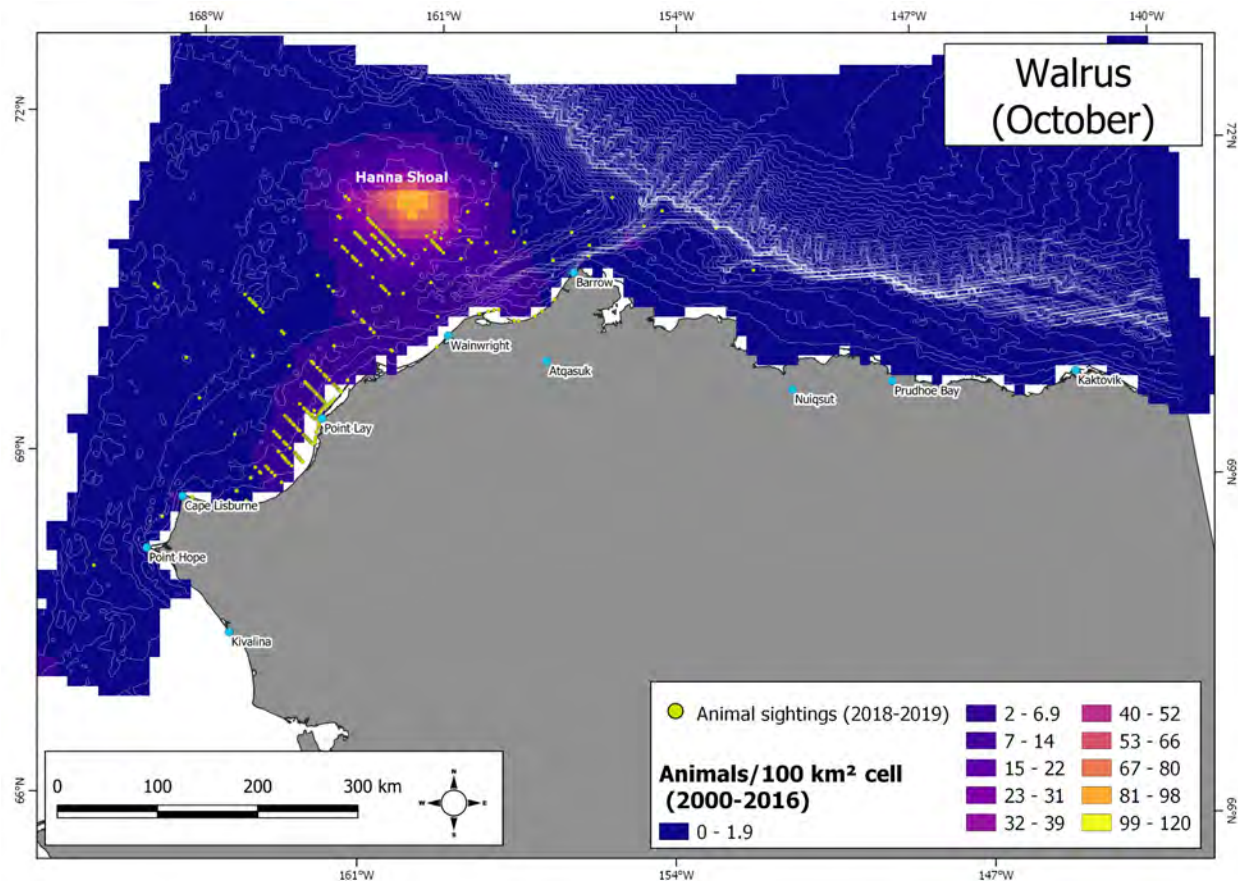 168°W 161°W 154°W 147°W 140°W
Walrus
(October)
72°N
72°N
Hanna Shoal
Barrow
Wainwright
Atqasuk
Nuiqsut
Prudhoe Bay
Kaktovik
Point Lay
69°N
69°N
Cape Lisburne
Point Hope
Kivalina
Animal sightings (2018-2019)
Animals/100 km² cell
(2000-2016)
0 - 1.9
2 - 6.9
7 - 14
15 - 22
23 - 31
32 - 39
40 - 52
53 - 66
67 - 80
81 - 98
99 - 120
0 100 200 300 km
N
W E
S
66°N
66°N
161°W 154°W 147°W